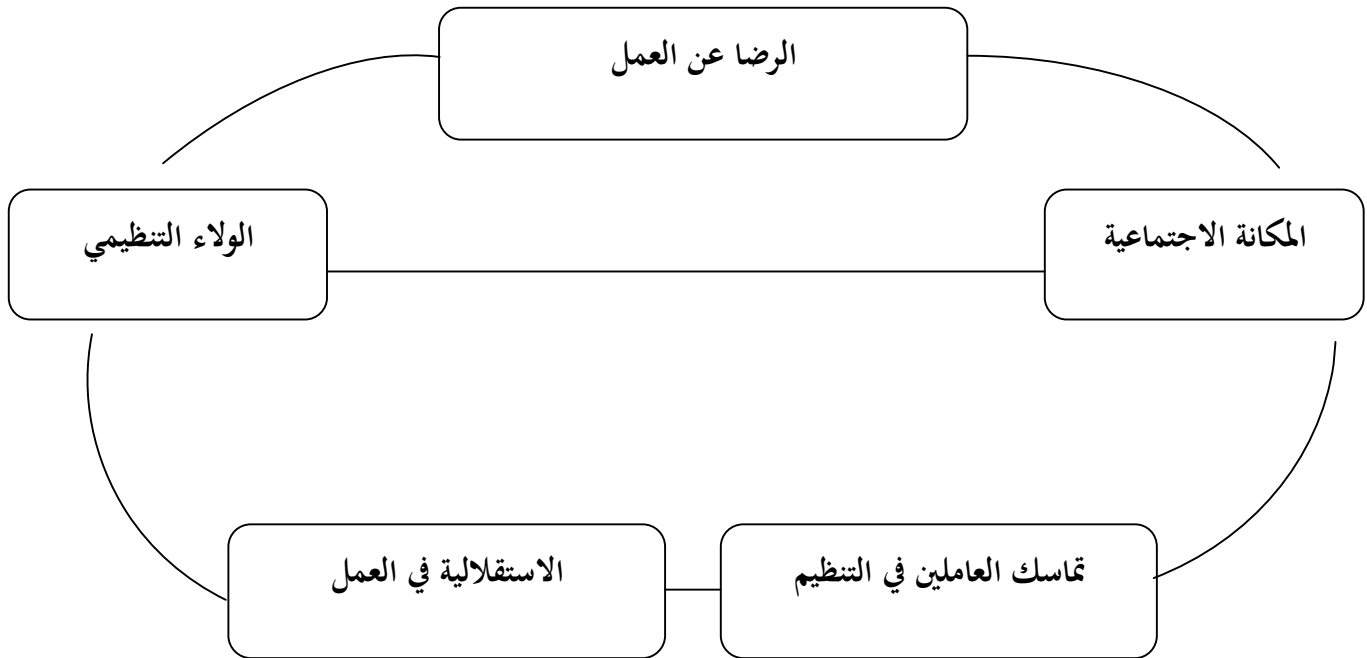 الرضا عن العمل
المكانة الاجتماعية
الولاء التنظيمي
تماسك العاملين في التنظيم
الاستقلالية في العمل